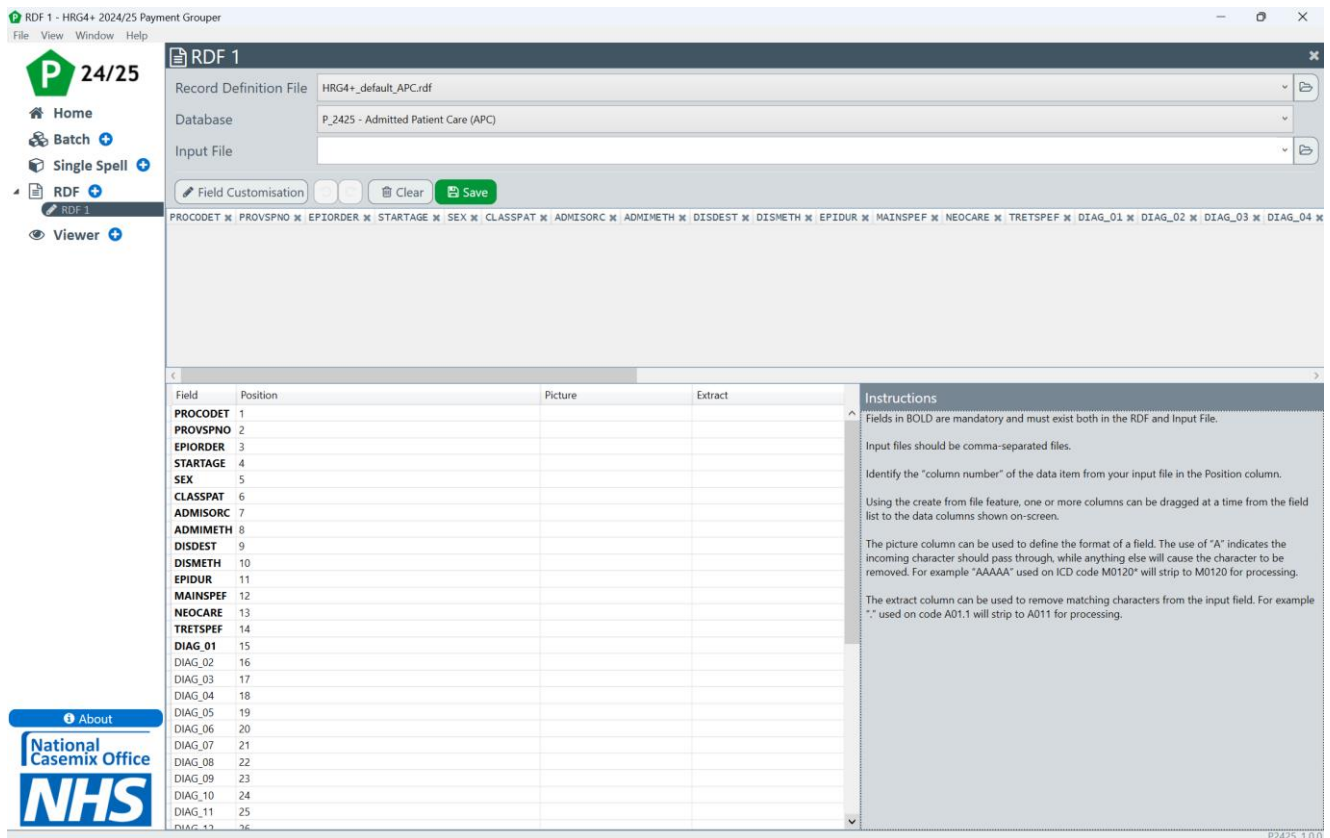 RDF 1 - HRG4+ 2024/25 Payment Grouper
File View Window Help
P 24/25
Home
Batch
Single Spell
RDF
RDF 1
Viewer
RDF 1
Record Definition File HRG4+_default_APC.rdf
Database P_2425 - Admitted Patient Care (APC)
Input File
Field Customisation Clear Save
PROCODET PROVSPNO EPIORDER STARTAGE SEX CLASSPAT ADMISORC ADMIMETH DISDEST DISMETH EPIDUR MAINSPEF NEOCARE TRETSPEF DIAG_01 DIAG_02 DIAG_03 DIAG_04
Field Position Picture Extract
PROCODET 1
PROVSPNO 2
EPIORDER 3
STARTAGE 4
SEX 5
CLASSPAT 6
ADMISORC 7
ADMIMETH 8
DISDEST 9
DISMETH 10
EPIDUR 11
MAINSPEF 12
NEOCARE 13
TRETSPEF 14
DIAG_01 15
DIAG_02 16
DIAG_03 17
DIAG_04 18
DIAG_05 19
DIAG_06 20
DIAG_07 21
DIAG_08 22
DIAG_09 23
DIAG_10 24
DIAG_11 25
DIAG_12 26
Instructions
Fields in BOLD are mandatory and must exist both in the RDF and Input File.
Input files should be comma-separated files.
Identify the "column number" of the data item from your input file in the Position column.
Using the create from file feature, one or more columns can be dragged at a time from the field
list to the data columns shown on-screen.
The picture column can be used to define the format of a field. The use of "A" indicates the
incoming character should pass through, while anything else will cause the character to be
removed. For example "AAAAA" used on ICD code M0120* will strip to M0120 for processing.
The extract column can be used to remove matching characters from the input field. For example
"." used on code A01.1 will strip to A011 for processing.
About
National
Casemix Office
NHS
P2425_1.0.0